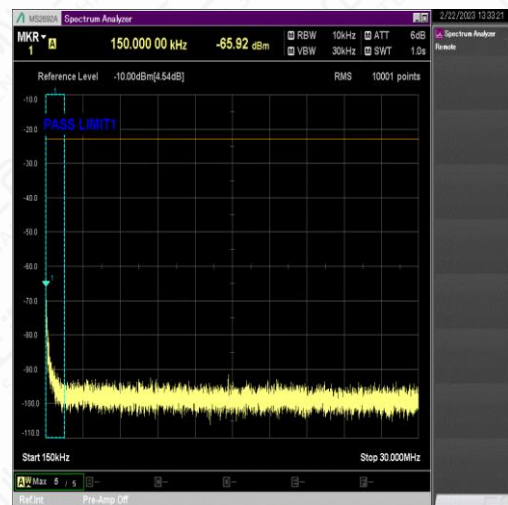 MS2692A Spectrum Analyzer
2/22/2023 13:33:21
MKR 1 A 150.000 00 kHz -65.92 dBm
M RBW 10kHz M ATT 6dB
M VBW 30kHz M SWT 1.0s
Spectrum Analyzer
Remote
Reference Level -10.00dBm[4.54dB] RMS 10001 points
1
-10.0
PASS LIMIT1
-20.0
-30.0
-40.0
-50.0
-60.0
1
-70.0
-80.0
-90.0
-100.0
-110.0
Start 150kHz Stop 30.000MHz
A W Max 5 / 5
Ref.Int Pre-Amp Off